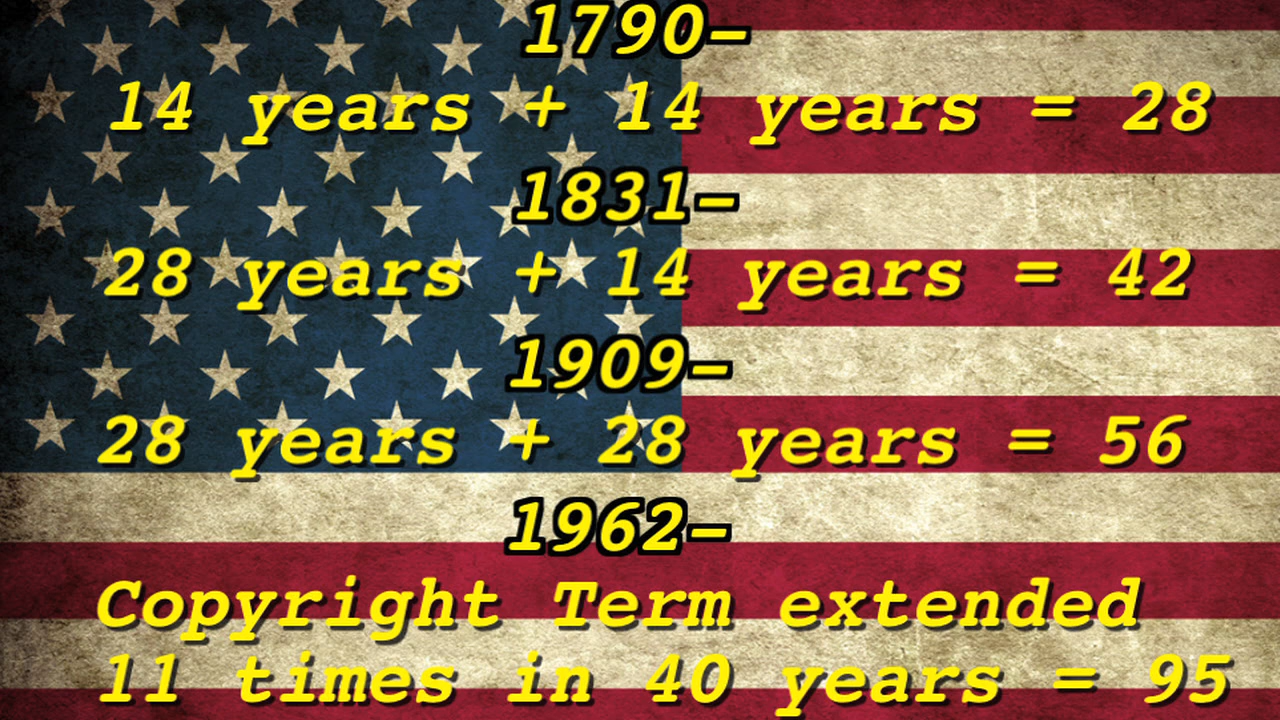 1790–
14 years + 14 years = 28
1831–
28 years + 14 years = 42
1909–
28 years + 28 years = 56
1962–
Copyright Term extended
11 times in 40 years = 95